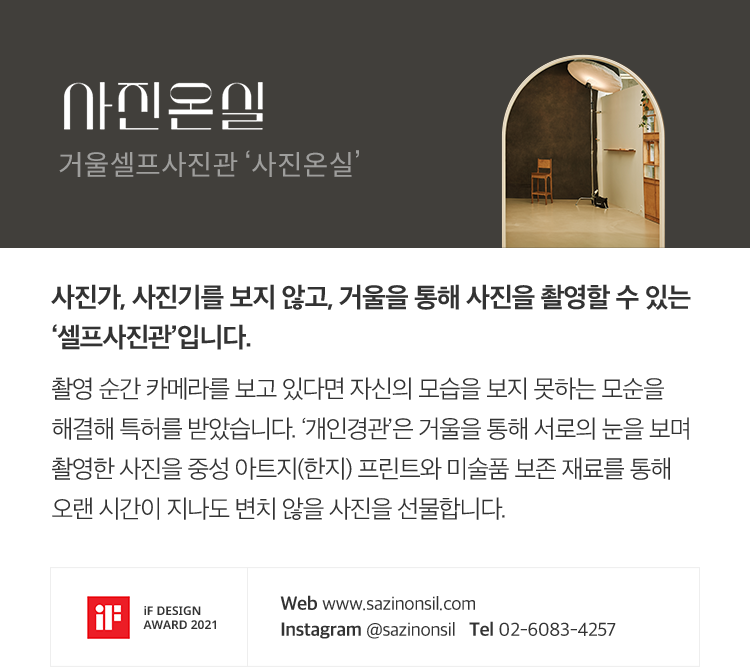 사진온실
거울셀프사진관 ‘사진온실’
사진가, 사진기를 보지 않고, 거울을 통해 사진을 촬영할 수 있는
‘셀프사진관’입니다.
촬영 순간 카메라를 보고 있다면 자신의 모습을 보지 못하는 모순을
해결해 특허를 받았습니다. ‘개인경관’은 거울을 통해 서로의 눈을 보며
촬영한 사진을 중성 아트지(한지) 프린트와 미술품 보존 재료를 통해
오랜 시간이 지나도 변치 않을 사진을 선물합니다.
iF
iF DESIGN
AWARD 2021
Web www.sazinonsil.com
Instagram @sazinonsil Tel 02-6083-4257